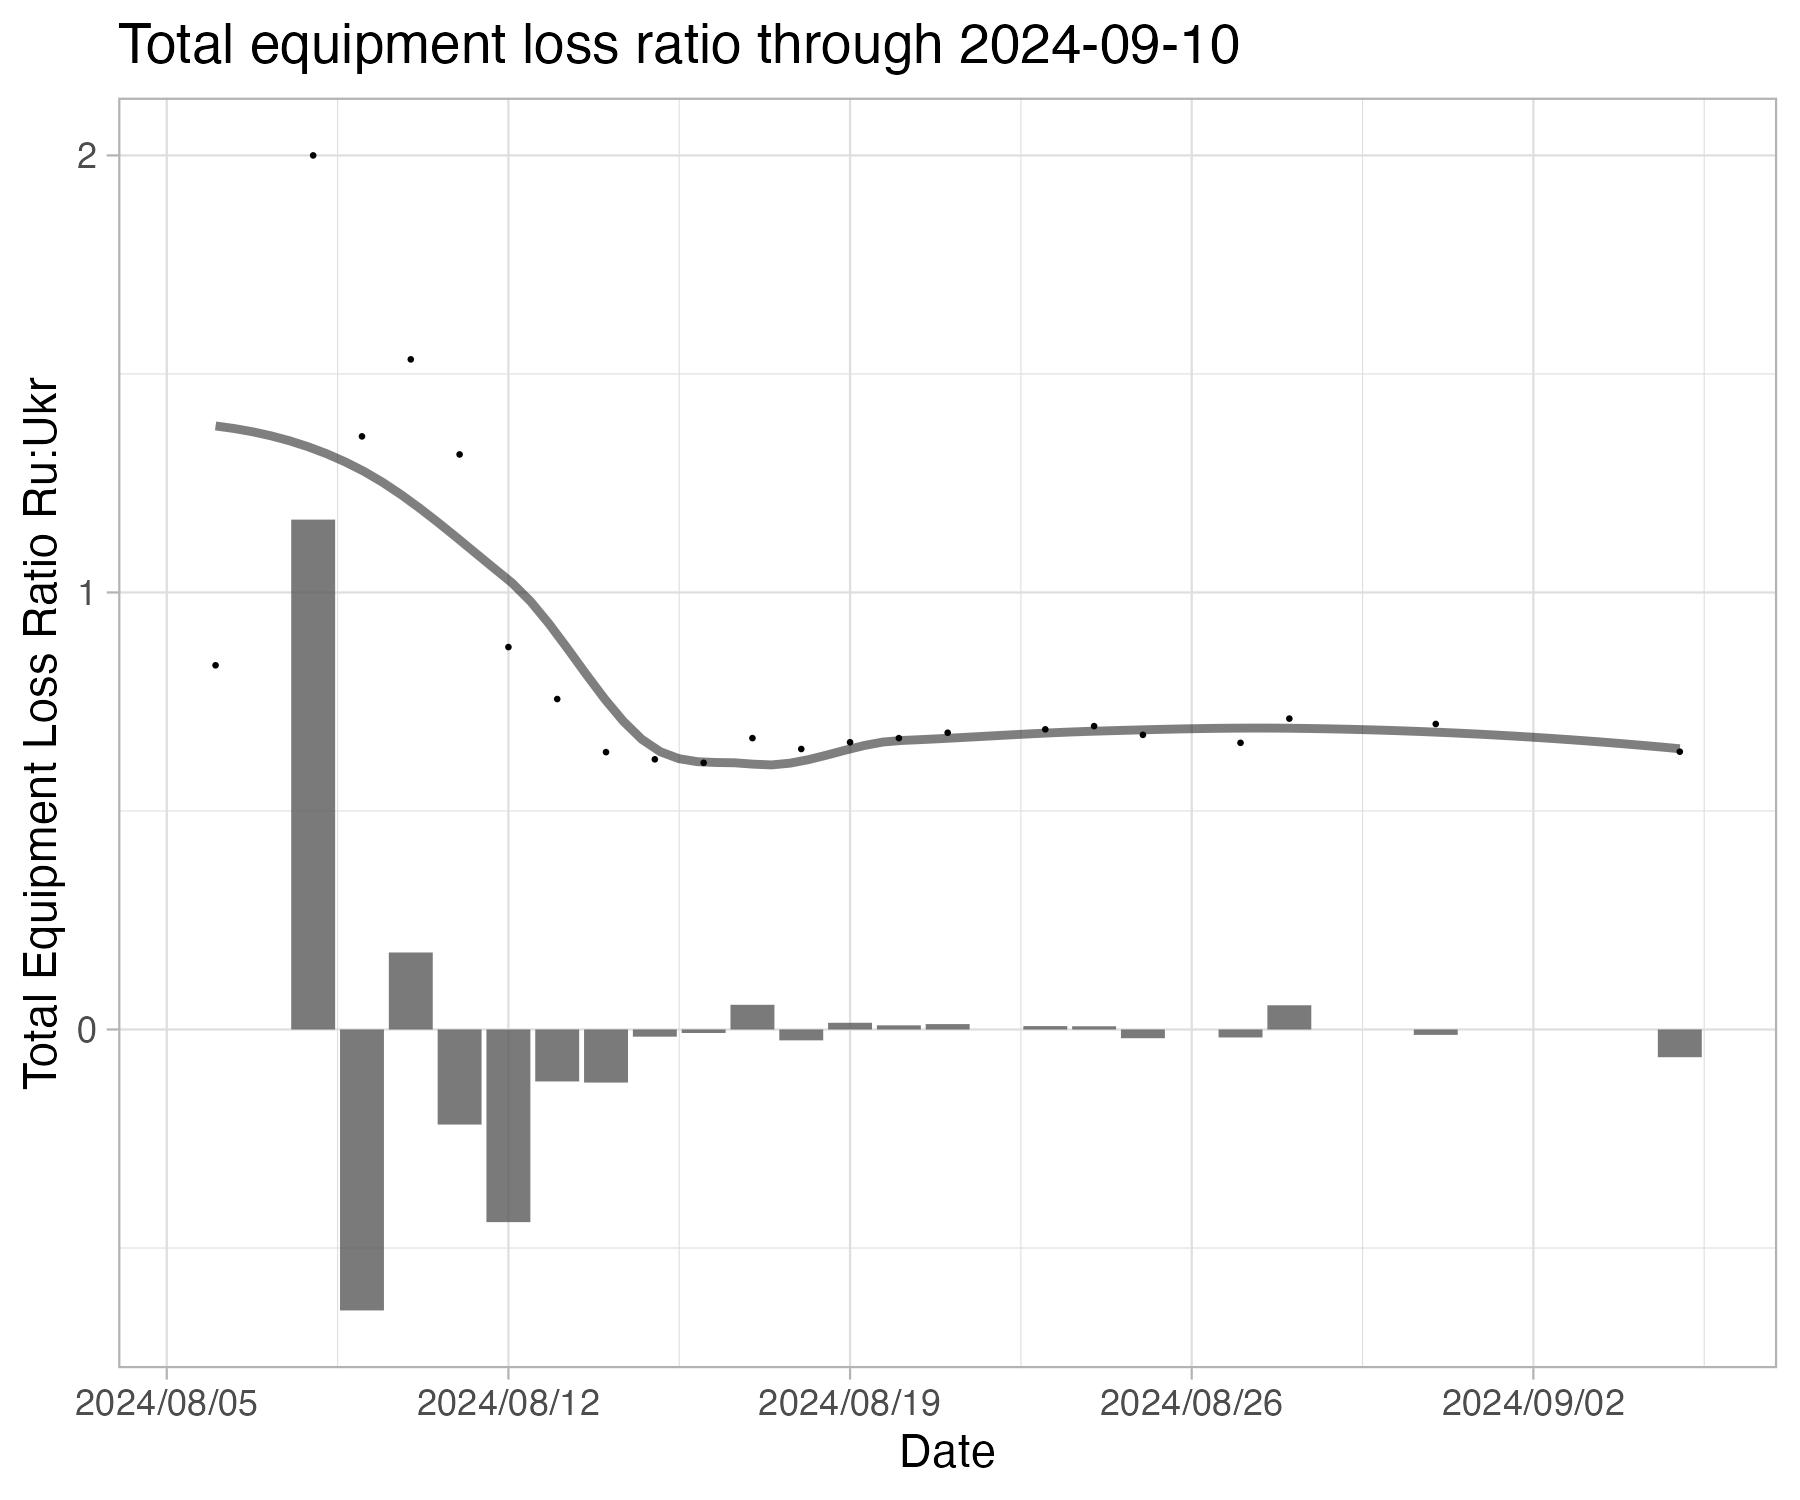 Total equipment loss ratio through 2024-09-10
Total Equipment Loss Ratio Ru:Ukr
2
1
0
2024/08/05
2024/08/12
2024/08/19
2024/08/26
2024/09/02
Date